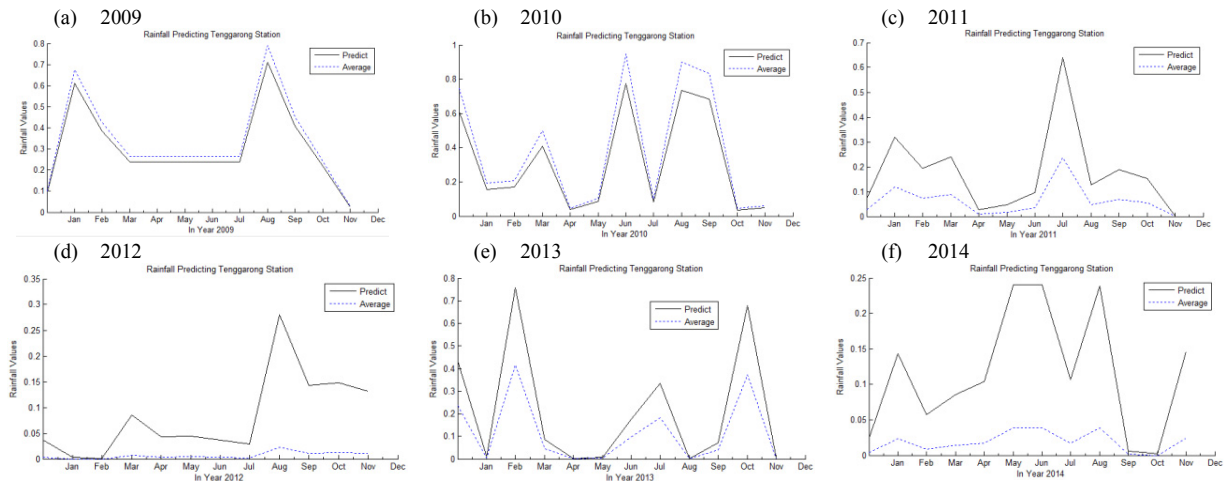 (a) 2009
Rainfall Predicting Tenggarong Station
Predict
Average
Rainfall Values
0.8
0.7
0.6
0.5
0.4
0.3
0.2
0.1
0
Jan Feb Mar Apr May Jun Jul Aug Sep Oct Nov Dec
In Year 2009
(b) 2010
Rainfall Predicting Tenggarong Station
Predict
Average
Rainfall Values
1
0.8
0.6
0.4
0.2
0
Jan Feb Mar Apr May Jun Jul Aug Sep Oct Nov Dec
In Year 2010
(c) 2011
Rainfall Predicting Tenggarong Station
Predict
Average
Rainfall Values
0.7
0.6
0.5
0.4
0.3
0.2
0.1
0
Jan Feb Mar Apr May Jun Jul Aug Sep Oct Nov Dec
In Year 2011
(d) 2012
Rainfall Predicting Tenggarong Station
Predict
Average
Rainfall Values
0.35
0.3
0.25
0.2
0.15
0.1
0.05
0
Jan Feb Mar Apr May Jun Jul Aug Sep Oct Nov Dec
In Year 2012
(e) 2013
Rainfall Predicting Tenggarong Station
Predict
Average
Rainfall Values
0.8
0.7
0.6
0.5
0.4
0.3
0.2
0.1
0
Jan Feb Mar Apr May Jun Jul Aug Sep Oct Nov Dec
In Year 2013
(f) 2014
Rainfall Predicting Tenggarong Station
Predict
Average
Rainfall Values
0.25
0.2
0.15
0.1
0.05
0
Jan Feb Mar Apr May Jun Jul Aug Sep Oct Nov Dec
In Year 2014